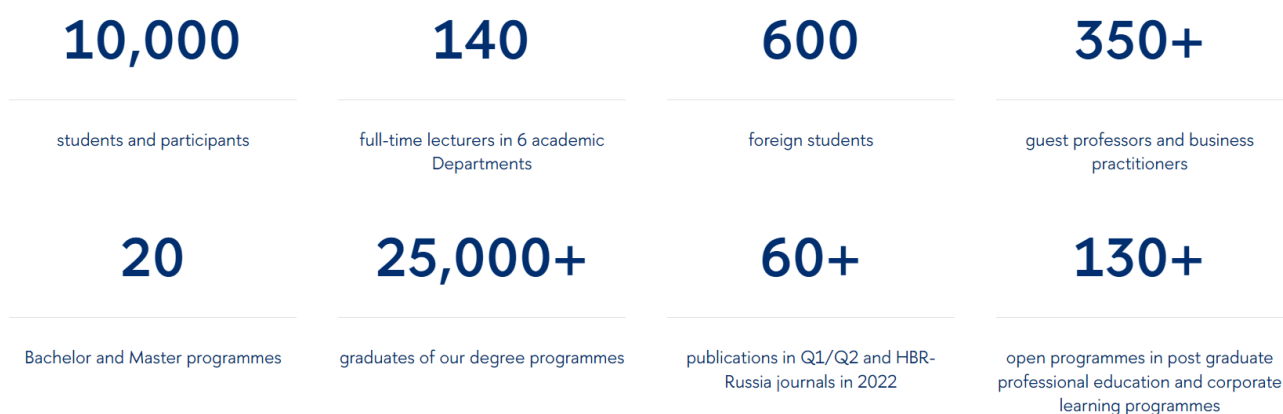 10,000
students and participants
140
full-time lecturers in 6 academic
Departments
600
foreign students
350+
guest professors and business
practitioners
20
Bachelor and Master programmes
25,000+
graduates of our degree programmes
60+
publications in Q1/Q2 and HBR-
Russia journals in 2022
130+
open programmes in post graduate
professional education and corporate
learning programmes